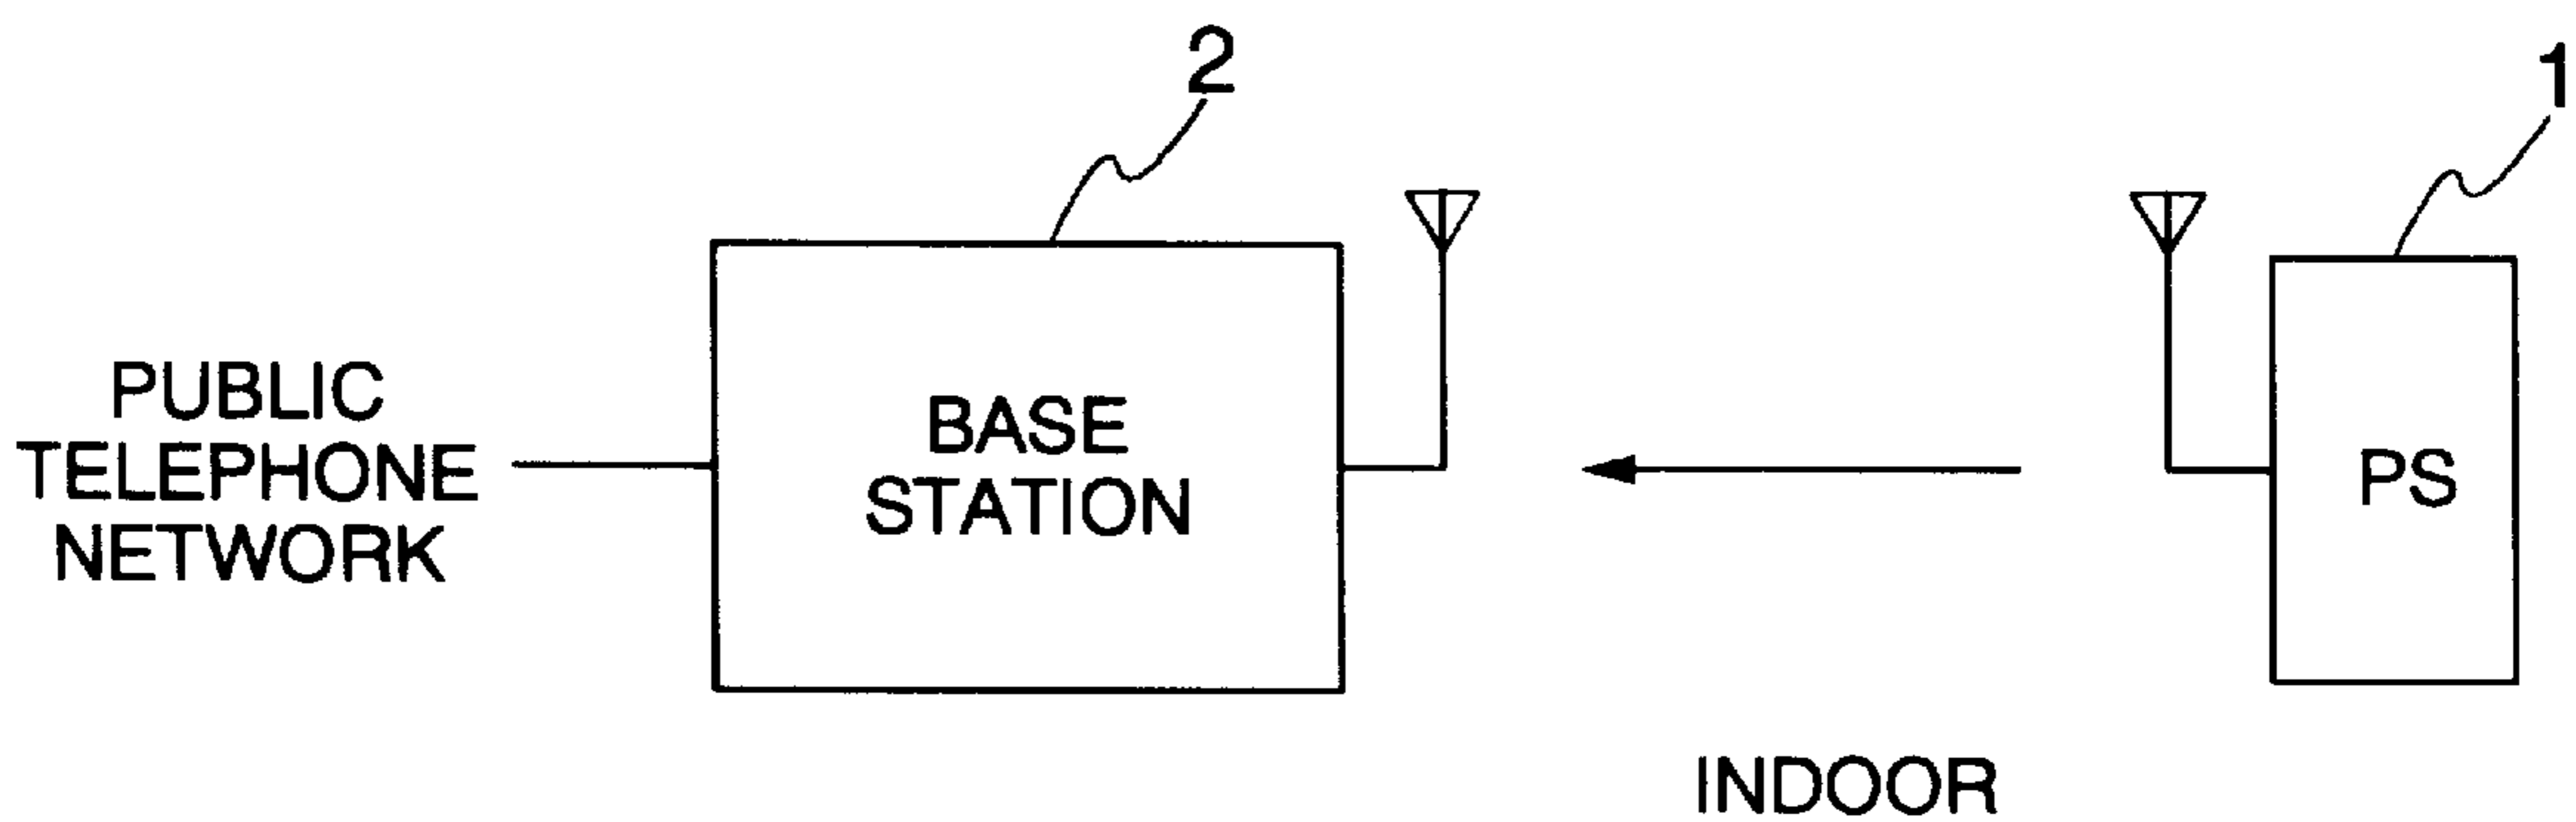 2
1
PUBLIC
TELEPHONE
NETWORK
BASE
STATION
PS
INDOOR